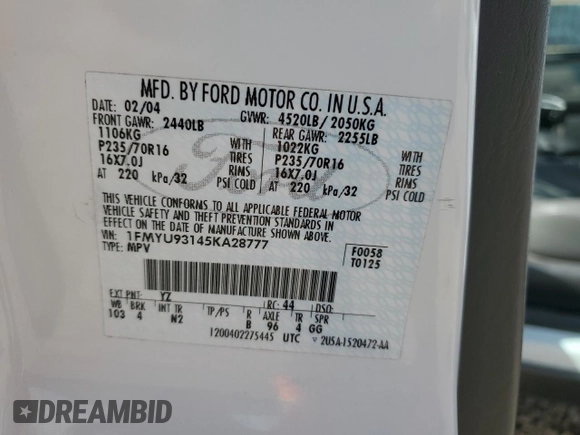 MFD. BY FORD MOTOR CO. IN U.S.A.
DATE: 02/04 GVWR: 4520LB/ 2050KG
FRONT GAWR: 2440LB REAR GAWR: 2255LB
1106KG WITH 1022KG WITH
P235/70R16 TIRES P235/70R16 TIRES
16X7.0J RIMS 16X7.0J RIMS
AT 220 kPa/32 PSI COLD AT 220 kPa/32 PSI COLD
THIS VEHICLE CONFORMS TO ALL APPLICABLE FEDERAL MOTOR
VEHICLE SAFETY AND THEFT PREVENTION STANDARDS IN
EFFECT ON THE DATE OF MANUFACTURE SHOWN ABOVE.
VIN: 1FMYU93145KA28777 F0058
TYPE: MPV T0125
EXT PNT: YZ RC: 44 DSO:
WB BRK INT TR TP/PS R AXLE TR SPR
103 4 N2 B 96 4 GG
1200402275445 UTC V 2U5A-1520472-AA
Ford
DREAMBID